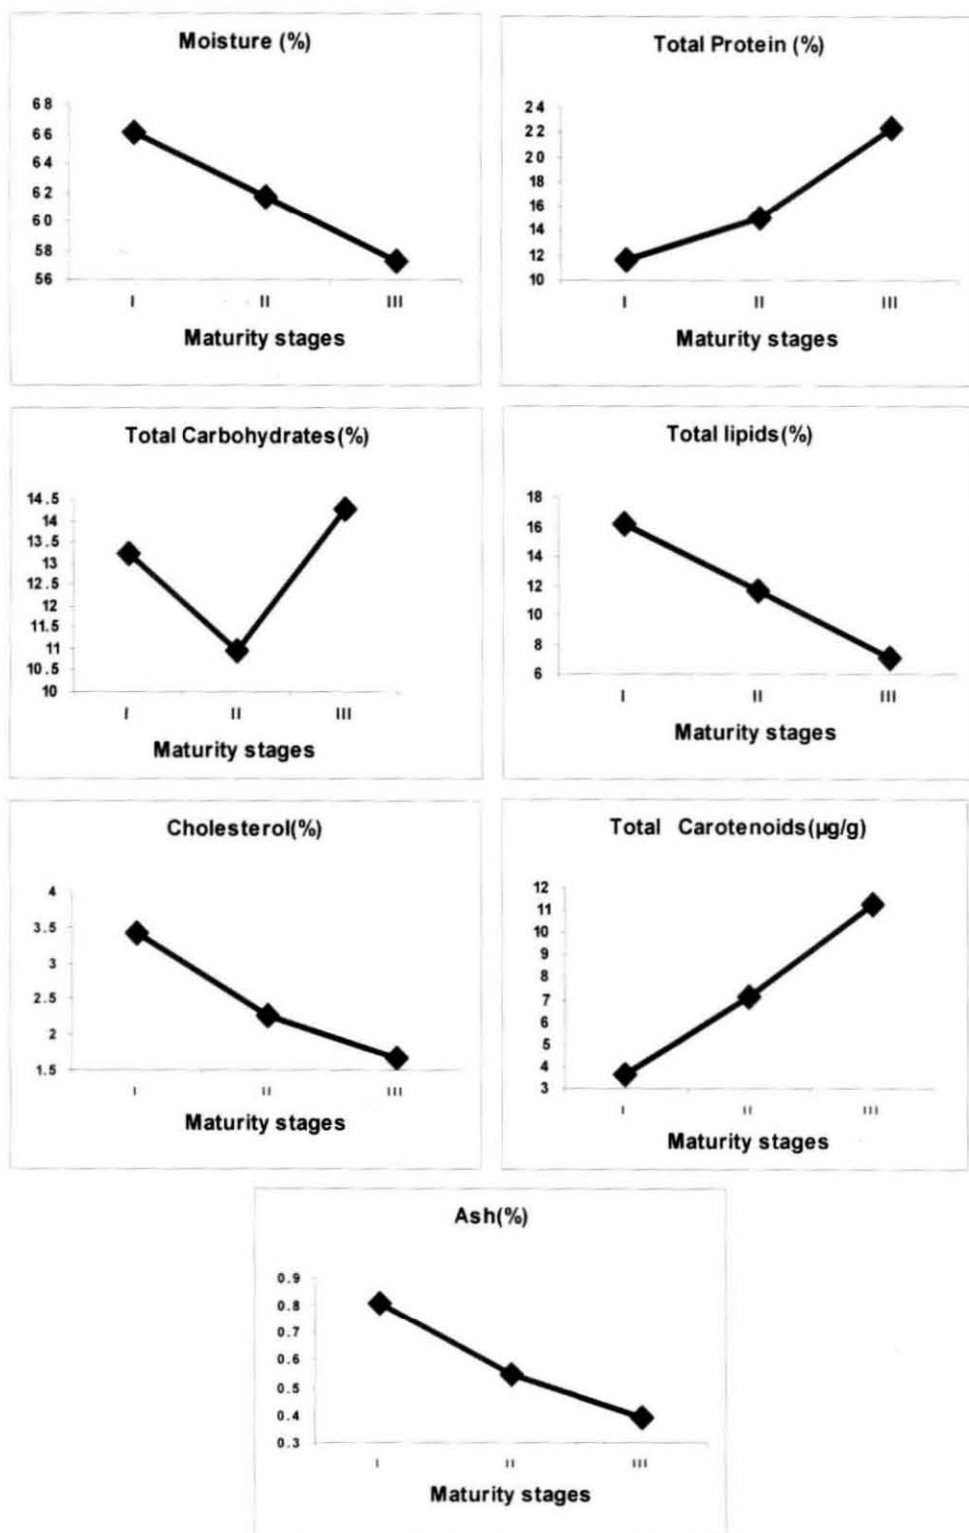 Moisture (%)
68
66
64
62
60
58
56
I II III
Maturity stages
Total Protein (%)
24
22
20
18
16
14
12
10
I II III
Maturity stages
Total Carbohydrates(%)
14.5
14
13.5
13
12.5
12
11.5
11
10.5
10
I II III
Maturity stages
Total lipids(%)
18
16
14
12
10
8
6
I II III
Maturity stages
Cholesterol(%)
4
3.5
3
2.5
2
1.5
I II III
Maturity stages
Total Carotenoids(µg/g)
12
11
10
9
8
7
6
5
4
3
I II III
Maturity stages
Ash(%)
0.9
0.8
0.7
0.6
0.5
0.4
0.3
I II III
Maturity stages